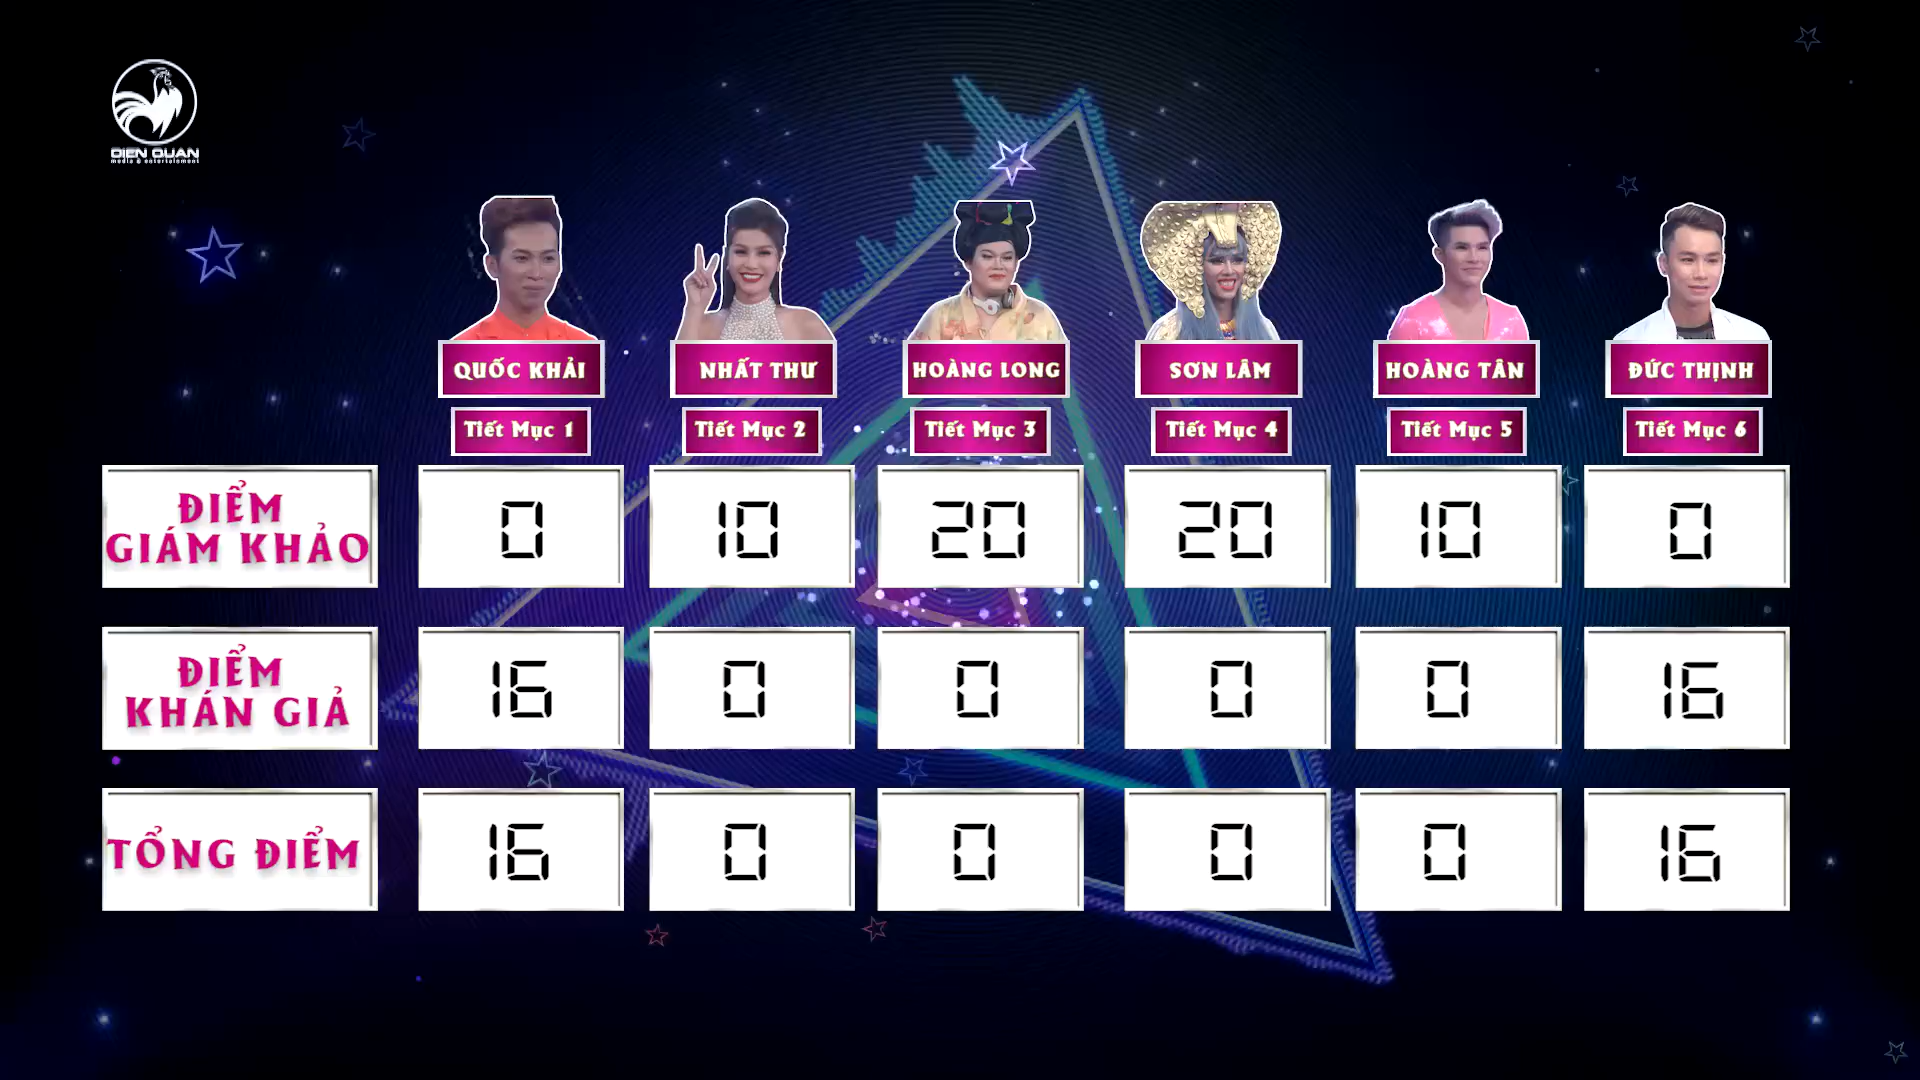 DIEN QUAN
media & entertainment
QUỐC KHẢI NHẤT THƯ HOÀNG LONG SƠN LÂM HOÀNG TÂN ĐỨC THỊNH
Tiết Mục 1 Tiết Mục 2 Tiết Mục 3 Tiết Mục 4 Tiết Mục 5 Tiết Mục 6
ĐIỂM
GIÁM KHẢO
0 10 20 20 10 0
ĐIỂM
KHÁN GIẢ
16 0 0 0 0 16
TỔNG ĐIỂM
16 0 0 0 0 16